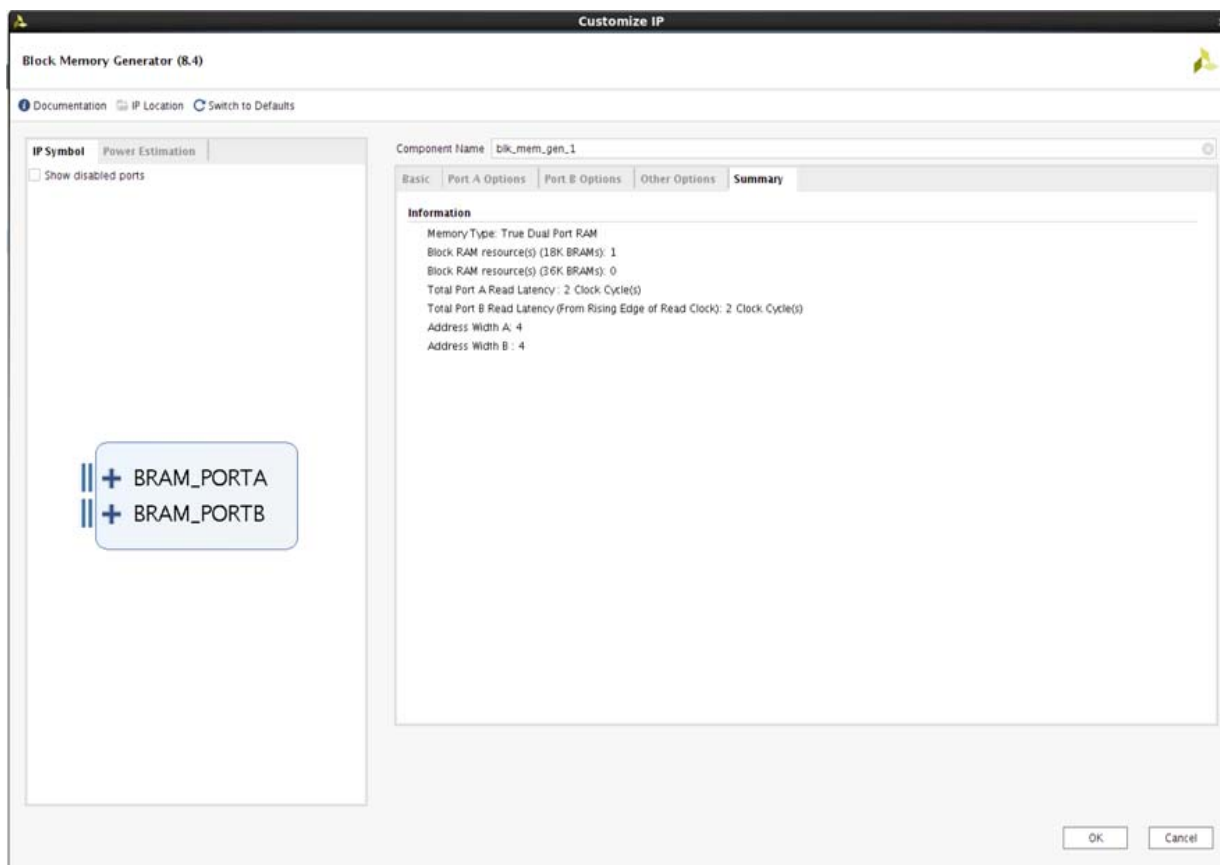 Customize IP
Block Memory Generator (8.4)
Documentation IP Location Switch to Defaults
IP Symbol Power Estimation
Show disabled ports
BRAM_PORTA
BRAM_PORTB
Component Name blk_mem_gen_1
Basic Port A Options Port B Options Other Options Summary
Information
Memory Type: True Dual Port RAM
Block RAM resource(s) (18K BRAMs): 1
Block RAM resource(s) (36K BRAMs): 0
Total Port A Read Latency : 2 Clock Cycle(s)
Total Port B Read Latency (From Rising Edge of Read Clock): 2 Clock Cycle(s)
Address Width A: 4
Address Width B : 4
OK Cancel